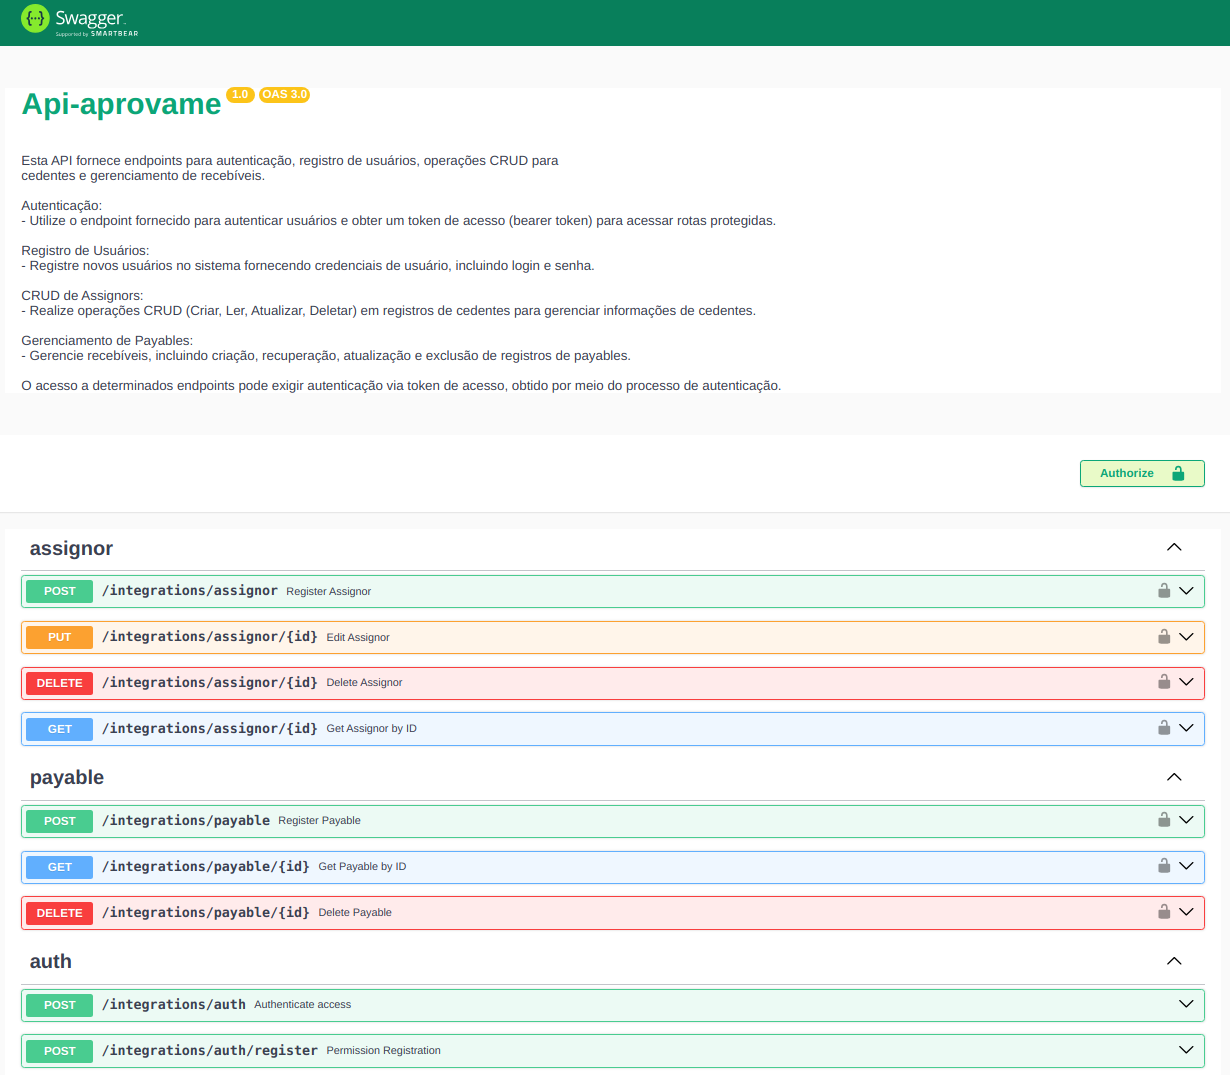 Swagger
Supported by SMARTBEAR
Api-aprovame 1.0 OAS 3.0
Esta API fornece endpoints para autenticação, registro de usuários, operações CRUD para
cedentes e gerenciamento de recebíveis.
Autenticação:
- Utilize o endpoint fornecido para autenticar usuários e obter um token de acesso (bearer token) para acessar rotas protegidas.
Registro de Usuários:
- Registre novos usuários no sistema fornecendo credenciais de usuário, incluindo login e senha.
CRUD de Assignors:
- Realize operações CRUD (Criar, Ler, Atualizar, Deletar) em registros de cedentes para gerenciar informações de cedentes.
Gerenciamento de Payables:
- Gerencie recebíveis, incluindo criação, recuperação, atualização e exclusão de registros de payables.
O acesso a determinados endpoints pode exigir autenticação via token de acesso, obtido por meio do processo de autenticação.
Authorize
assignor
POST /integrations/assignor Register Assignor
PUT /integrations/assignor/{id} Edit Assignor
DELETE /integrations/assignor/{id} Delete Assignor
GET /integrations/assignor/{id} Get Assignor by ID
payable
POST /integrations/payable Register Payable
GET /integrations/payable/{id} Get Payable by ID
DELETE /integrations/payable/{id} Delete Payable
auth
POST /integrations/auth Authenticate access
POST /integrations/auth/register Permission Registration